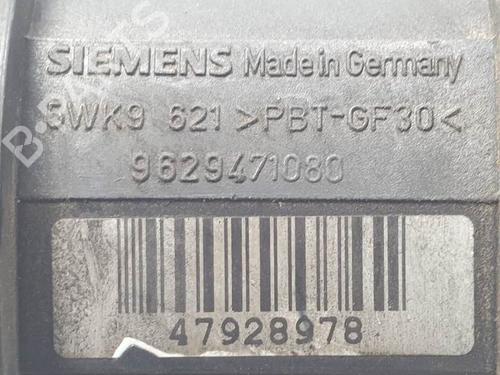 SIEMENS Made in Germany
5WK9 621 >PBT-GF30<
9629471080
47928978